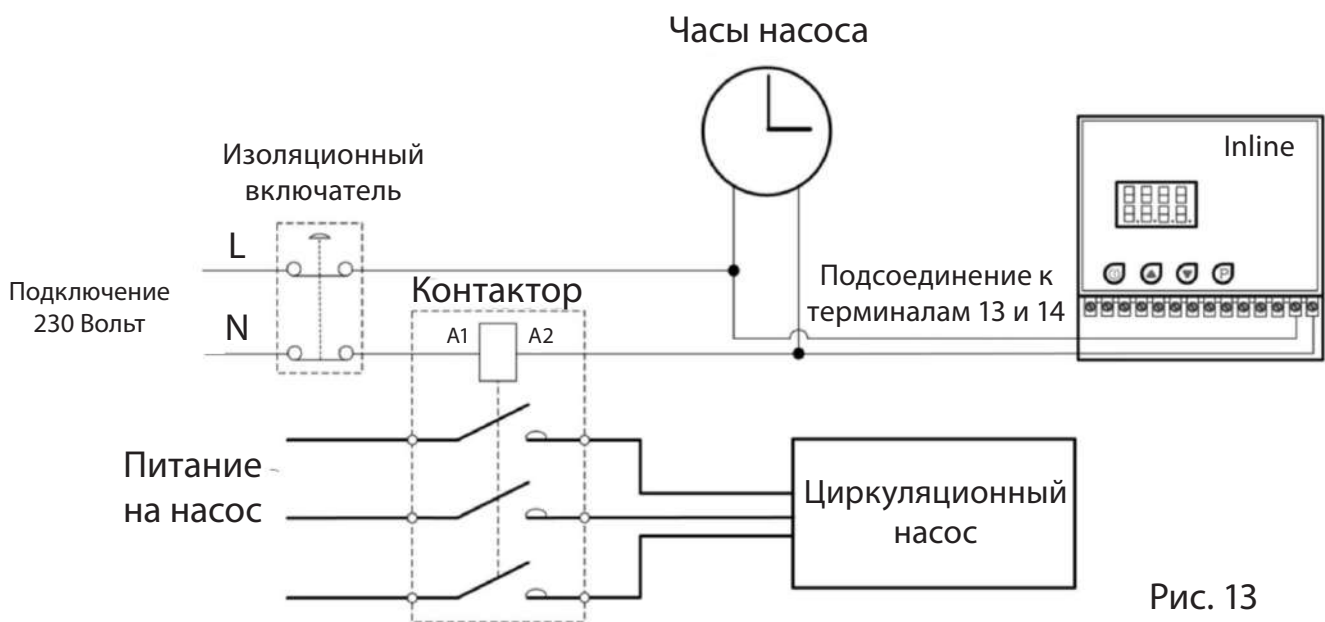 Часы насоса
Изоляционный
включатель
Inline
L
Подключение
230 Вольт
N
Контактор
A1
A2
Подсоединение к
терминалам 13 и 14
P
Питание
на насос
Циркуляционный
насос
Рис. 13